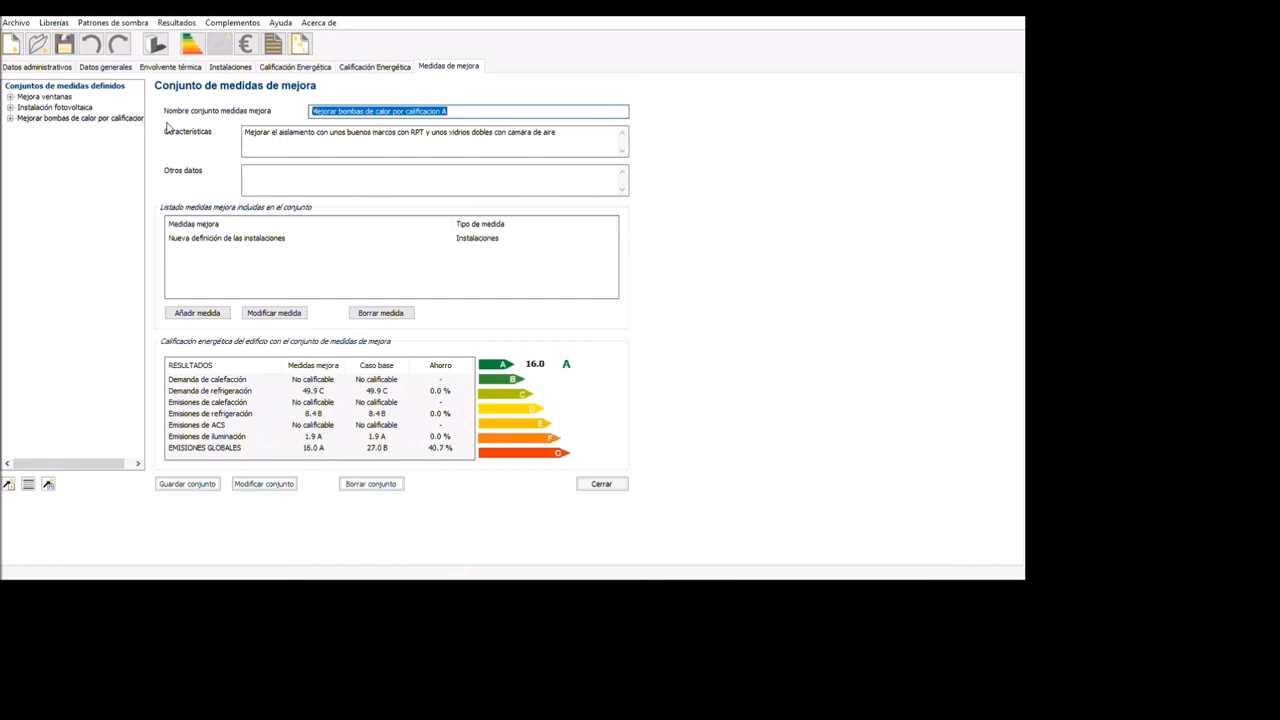 Archivo Librerías Patrones de sombra Resultados Complementos Ayuda Acerca de
Datos administrativos Datos generales Envolvente térmica Instalaciones Calificación Energética Calificación Energética Medidas de mejora
Conjuntos de medidas definidos
Mejora ventanas
Instalación fotovoltaica
Mejorar bombas de calor por calificacior
Conjunto de medidas de mejora
Nombre conjunto medidas mejora Mejorar bombas de calor por calificacion A
Características Mejorar el aislamiento con unos buenos marcos con RPT y unos vidrios dobles con camara de aire
Otros datos
Listado medidas mejora incluidas en el conjunto
Medidas mejora Tipo de medida
Nueva definición de las instalaciones Instalaciones
Añadir medida Modificar medida Borrar medida
Calificación energética del edificio con el conjunto de medidas de mejora
RESULTADOS Medidas mejora Caso base Ahorro
Demanda de calefacción No calificable No calificable -
Demanda de refrigeración 49.9 C 49.9 C 0.0 %
Emisiones de calefacción No calificable No calificable -
Emisiones de refrigeración 8.4 B 8.4 B 0.0 %
Emisiones de ACS No calificable No calificable -
Emisiones de iluminación 1.9 A 1.9 A 0.0 %
EMISIONES GLOBALES 16.0 A 27.0 B 40.7 %
A 16.0 A
B
C
D
E
F
G
Guardar conjunto Modificar conjunto Borrar conjunto Cerrar